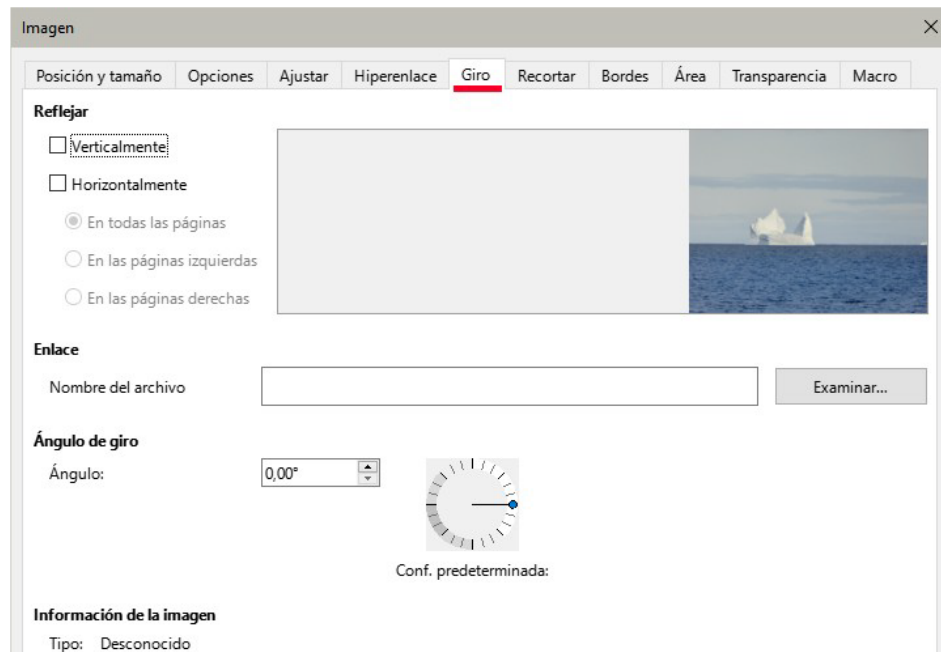 Imagen
Posición y tamaño Opciones Ajustar Hiperenlace Giro Recortar Bordes Área Transparencia Macro
Reflejar
Verticalmente
Horizontalmente
En todas las páginas
En las páginas izquierdas
En las páginas derechas
Enlace
Nombre del archivo Examinar...
Ángulo de giro
Ángulo: 0,00°
Conf. predeterminada:
Información de la imagen
Tipo: Desconocido